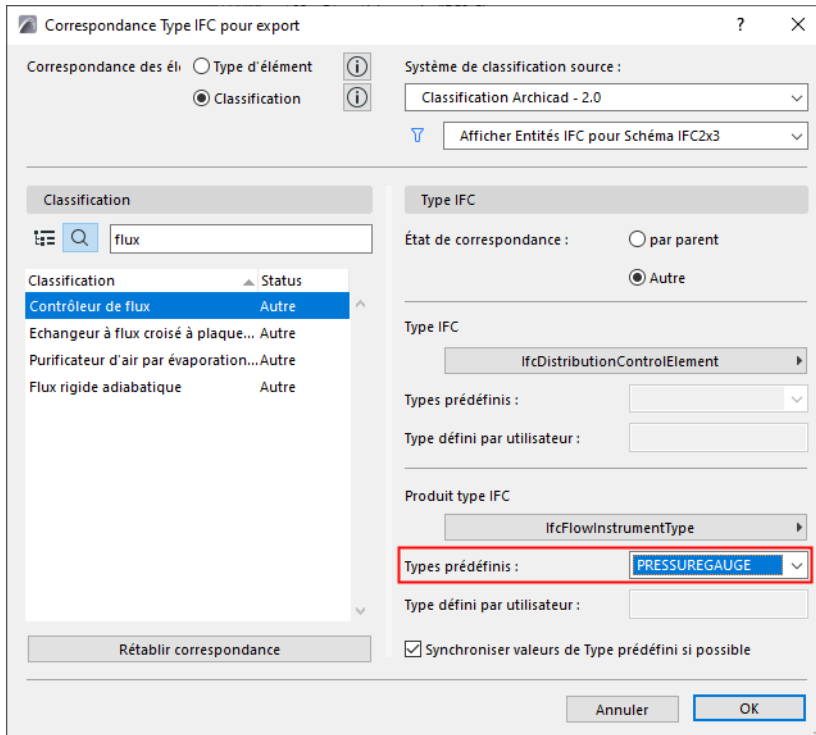 Correspondance Type IFC pour export
?
Correspondance des élé
Type d'élément
Classification
Système de classification source :
Classification Archicad - 2.0
Afficher Entités IFC pour Schéma IFC2x3
Classification
flux
Classification Status
Contrôleur de flux Autre
Echangeur à flux croisé à plaque... Autre
Purificateur d'air par évaporation... Autre
Flux rigide adiabatique Autre
Rétablir correspondance
Type IFC
État de correspondance :
par parent
Autre
Type IFC
IfcDistributionControlElement
Types prédéfinis :
Type défini par utilisateur :
Produit type IFC
IfcFlowInstrumentType
Types prédéfinis : PRESSUREGAUGE
Type défini par utilisateur :
Synchroniser valeurs de Type prédéfini si possible
Annuler
OK